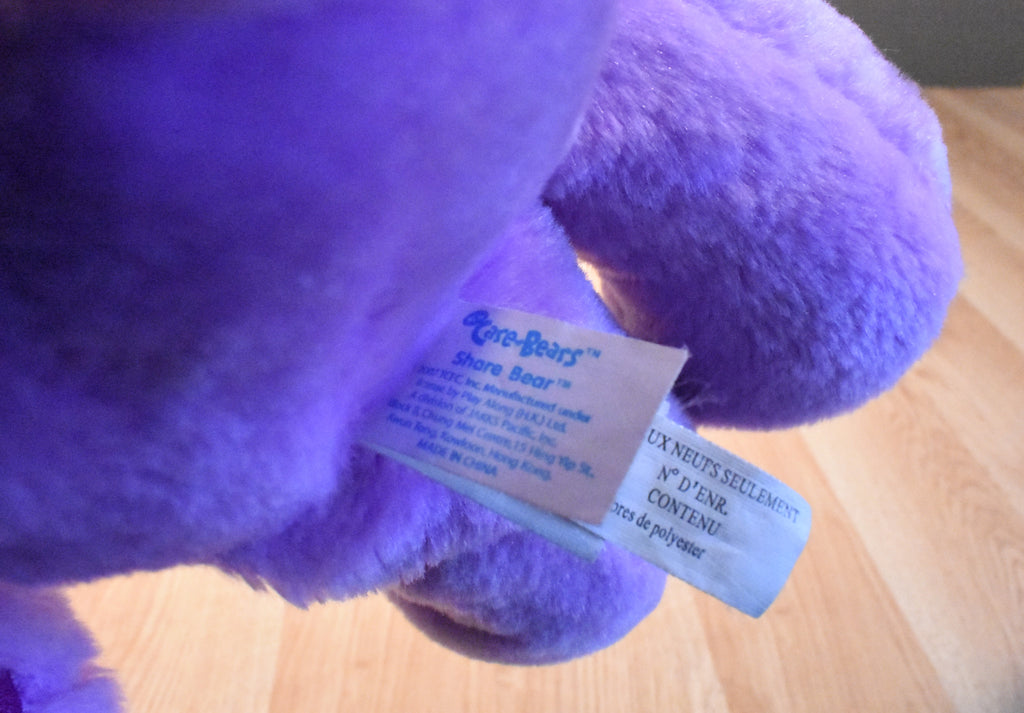 Care-Bears™
Share Bear™
TCFC, Inc. Manufactured under
license by Play Along (H.K.) Ltd.
A division of JAKKS Pacific, Inc.
Block B, Chung Mei Centre, 15 Hing Yip St.,
Kwun Tong, Kowloon, Hong Kong.
MADE IN CHINA
UX NEUFS SEULEMENT
N° D'ENR.
CONTENU
bres de polyester